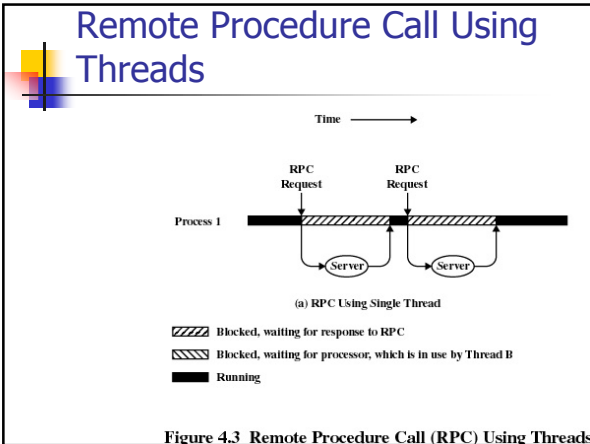 Remote Procedure Call Using
Threads
Time
RPC
Request
RPC
Request
Process 1
Server
Server
(a) RPC Using Single Thread
Blocked, waiting for response to RPC
Blocked, waiting for processor, which is in use by Thread B
Running
Figure 4.3 Remote Procedure Call (RPC) Using Threads